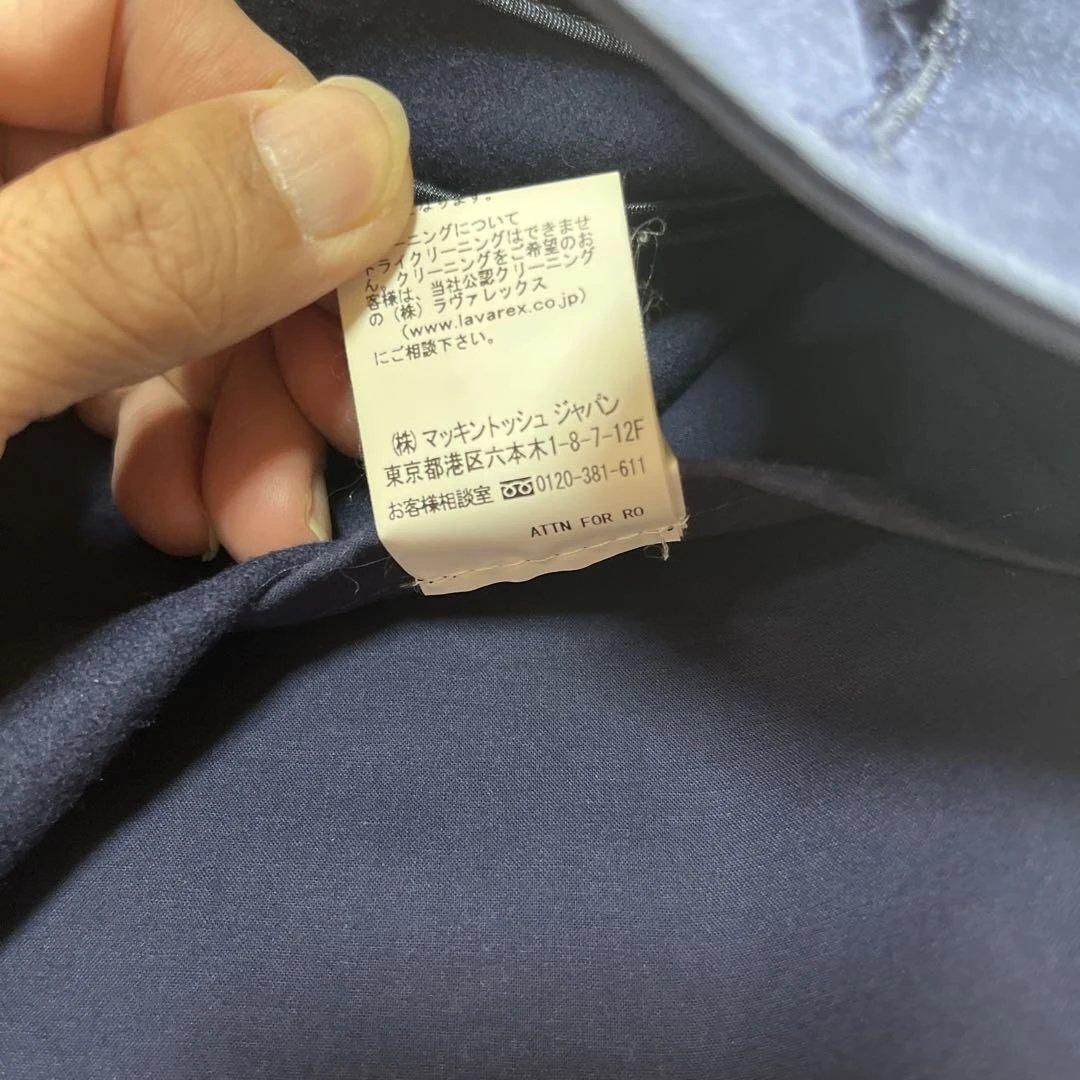 なります。
ーニングについて
ドライクリーニングはできませ
ん。クリーニングをご希望のお
客様は、当社公認クリーニング
の（株）ラヴァレックス
（www.lavarex.co.jp）
にご相談下さい。
（株）マッキントッシュ ジャパン
東京都港区六本木1-8-7-12F
お客様相談室 0120-381-611
ATTN FOR RO